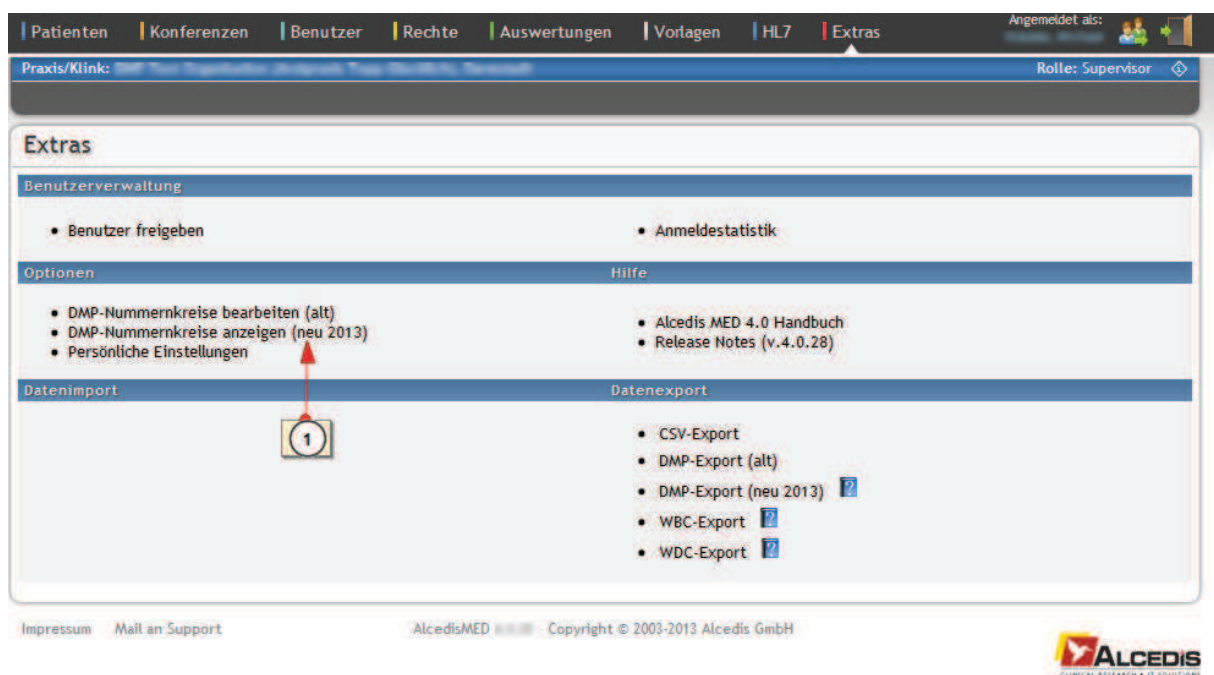 Patienten Konferenzen Benutzer Rechte Auswertungen Vorlagen HL7 Extras Angemeldet als:
Praxis/Klink: Rolle: Supervisor
Extras
Benutzerverwaltung
Benutzer freigeben Anmeldestatistik
Optionen Hilfe
DMP-Nummernkreise bearbeiten (alt)
DMP-Nummernkreise anzeigen (neu 2013)
Persönliche Einstellungen
Alcedis MED 4.0 Handbuch
Release Notes (v.4.0.28)
Datenimport Datenexport
1
CSV-Export
DMP-Export (alt)
DMP-Export (neu 2013)
WBC-Export
WDC-Export
Impressum Mail an Support AlcedisMED Copyright © 2003-2013 Alcedis GmbH
ALCEDIS